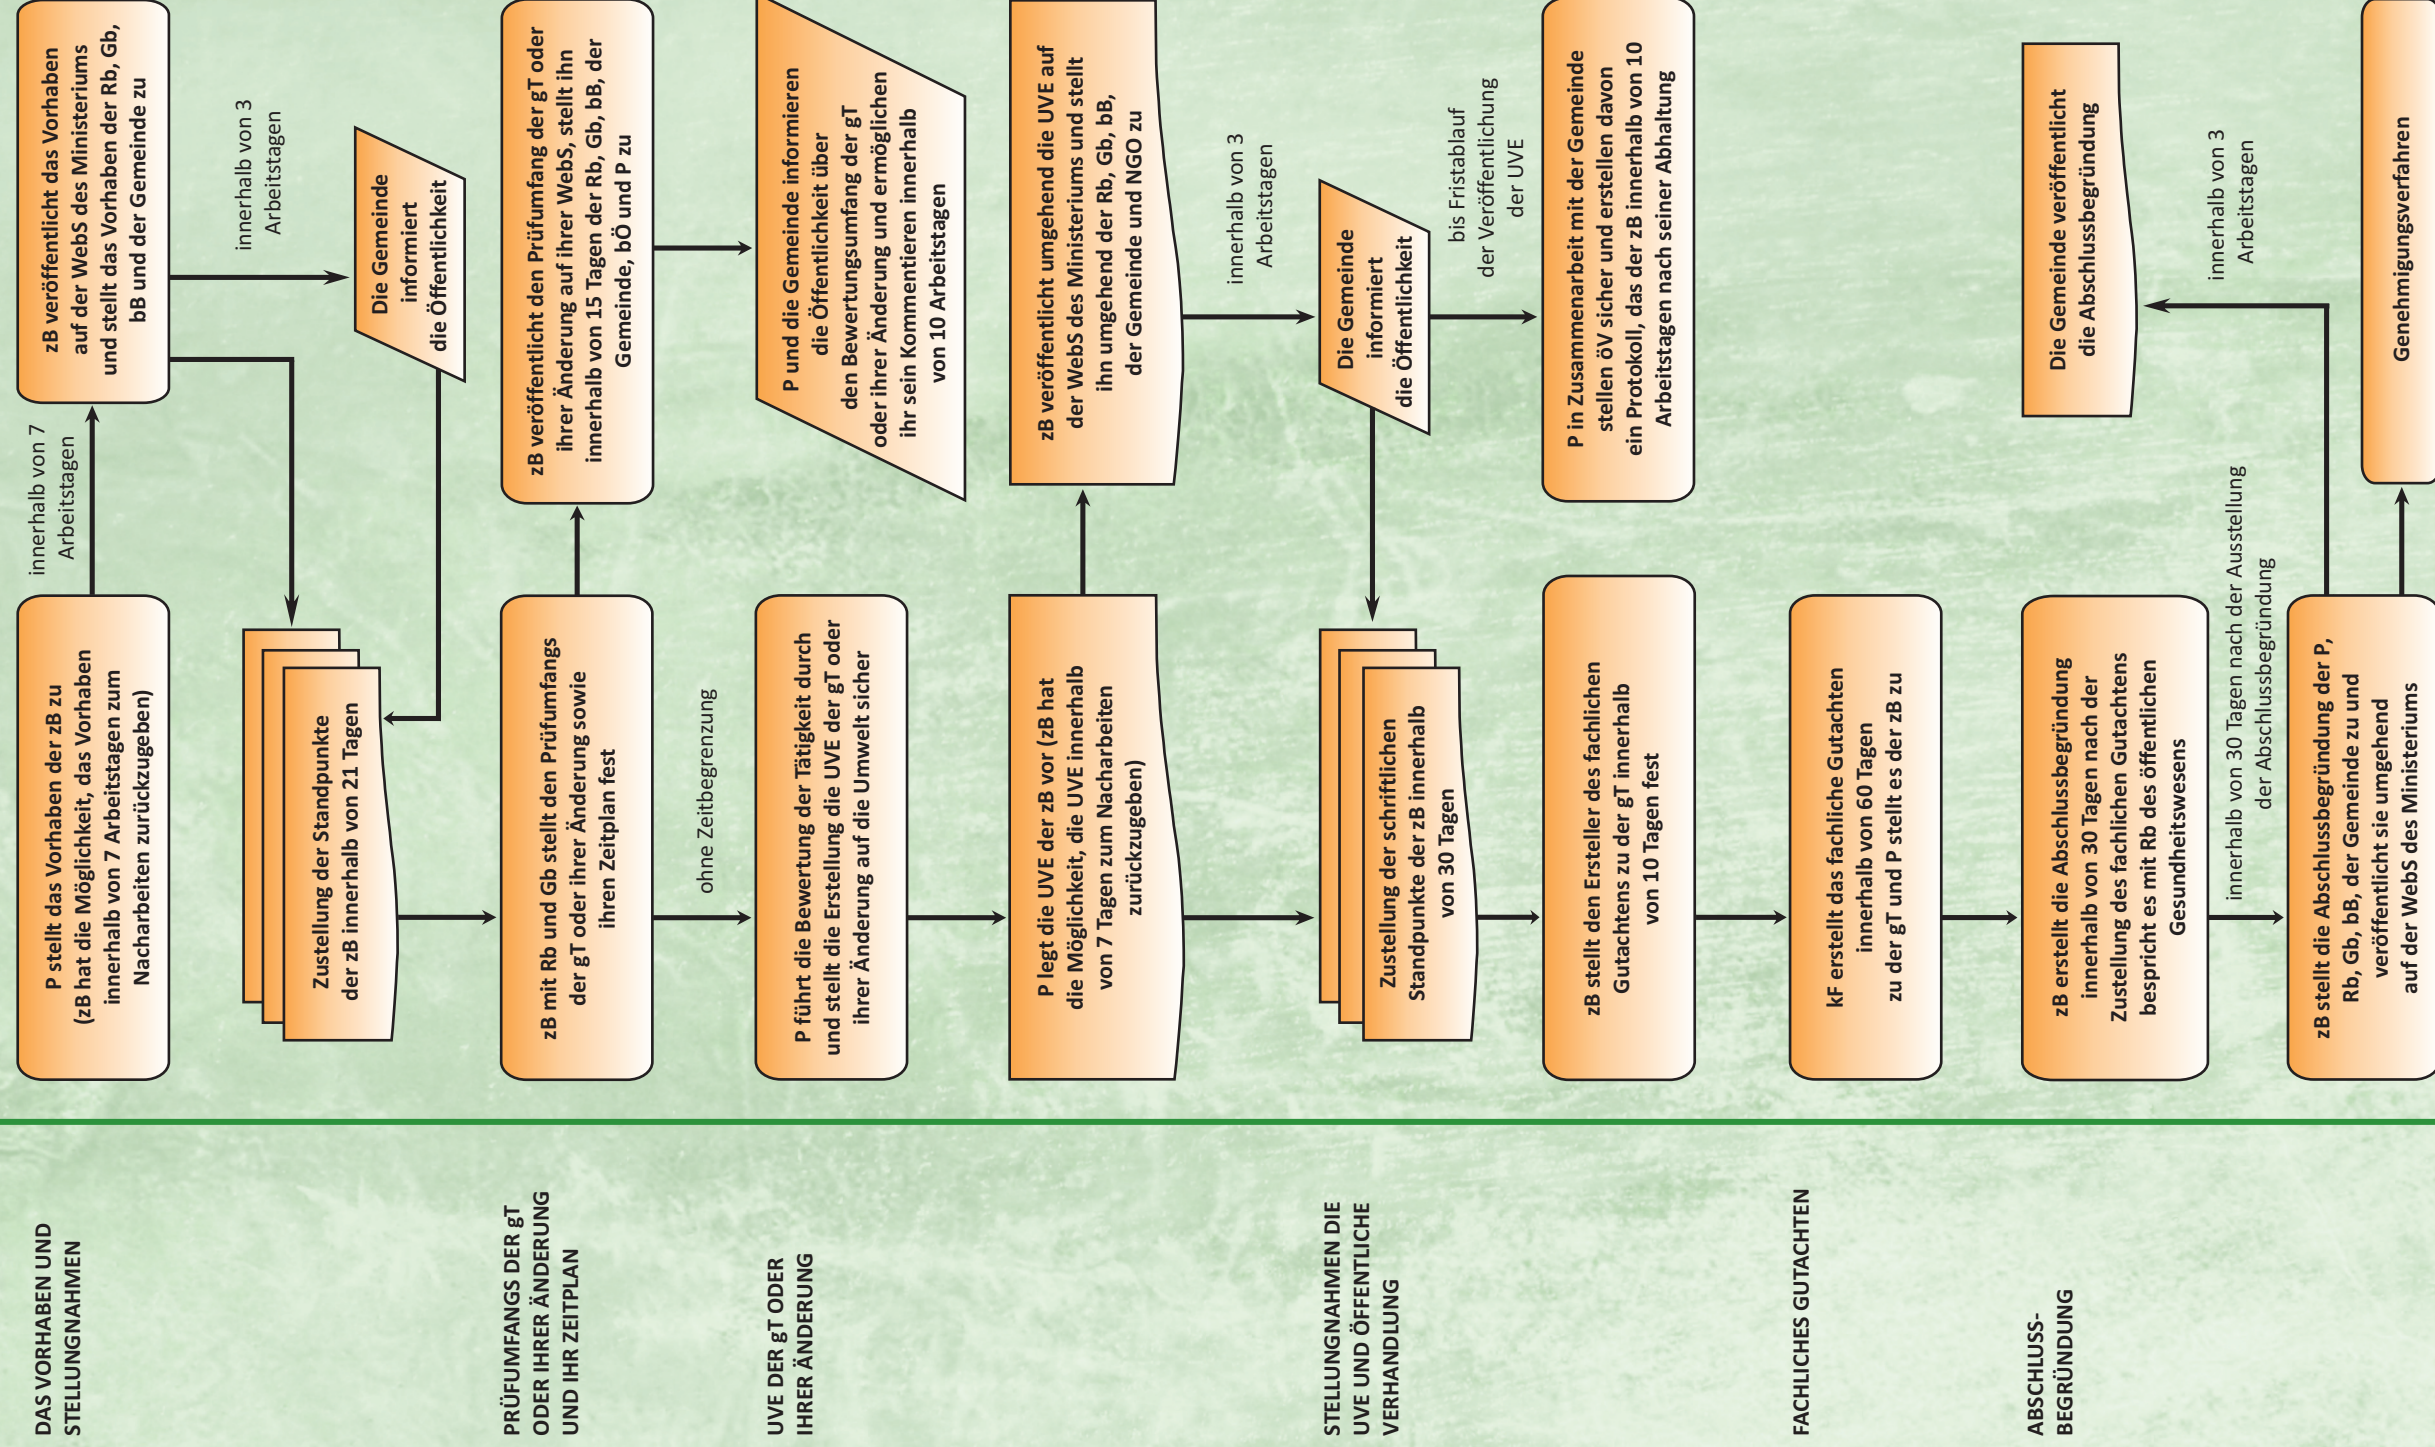 DAS VORHABEN UND
STELLUNGNAHMEN
P stellt das Vorhaben der zB zu
(zB hat die Möglichkeit, das Vorhaben
innerhalb von 7 Arbeitstagen zum
Nacharbeiten zurückzugeben)
innerhalb von 7
Arbeitstagen
zB veröffentlicht das Vorhaben
auf der WebS des Ministeriums
und stellt das Vorhaben der Rb, Gb,
bB und der Gemeinde zu
innerhalb von 3
Arbeitstagen
Die Gemeinde
informiert
die Öffentlichkeit
Zustellung der Standpunkte
der zB innerhalb von 21 Tagen
PRÜFUMFANGS DER gT
ODER IHRER ÄNDERUNG
UND IHR ZEITPLAN
zB mit Rb und Gb stellt den Prüfumfangs
der gT oder ihrer Änderung sowie
ihren Zeitplan fest
zB veröffentlicht den Prüfumfang der gT oder
ihrer Änderung auf ihrer WebS, stellt ihn
innerhalb von 15 Tagen der Rb, Gb, bB, der
Gemeinde, bÖ und P zu
ohne Zeitbegrenzung
P und die Gemeinde informieren
die Öffentlichkeit über
den Bewertungsumfang der gT
oder ihrer Änderung und ermöglichen
ihr sein Kommentieren innerhalb
von 10 Arbeitstagen
UVE DER gT ODER
IHRER ÄNDERUNG
P führt die Bewertung der Tätigkeit durch
und stellt die Erstellung die UVE der gT oder
ihrer Änderung auf die Umwelt sicher
P legt die UVE der zB vor (zB hat
die Möglichkeit, die UVE innerhalb
von 7 Tagen zum Nacharbeiten
zurückzugeben)
zB veröffentlicht umgehend die UVE auf
der WebS des Ministeriums und stellt
ihn umgehend der Rb, Gb, bB,
der Gemeinde und NGO zu
innerhalb von 3
Arbeitstagen
STELLUNGNAHMEN DIE
UVE UND ÖFFENTLICHE
VERHANDLUNG
Zustellung der schriftlichen
Standpunkte der zB innerhalb
von 30 Tagen
Die Gemeinde
informiert
die Öffentlichkeit
bis Fristablauf
der Veröffentlichung
der UVE
zB stellt den Ersteller des fachlichen
Gutachtens zu der gT innerhalb
von 10 Tagen fest
P in Zusammenarbeit mit der Gemeinde
stellen öV sicher und erstellen davon
ein Protokoll, das der zB innerhalb von 10
Arbeitstagen nach seiner Abhaltung
FACHLICHES GUTACHTEN
kF erstellt das fachliche Gutachten
innerhalb von 60 Tagen
zu der gT und P stellt es der zB zu
ABSCHLUSS-
BEGRÜNDUNG
zB erstellt die Abschlussbegründung
innerhalb von 30 Tagen nach der
Zustellung des fachlichen Gutachtens
bespricht es mit Rb des öffentlichen
Gesundheitswesens
Die Gemeinde veröffentlicht
die Abschlussbegründung
innerhalb von 30 Tagen nach der Ausstellung
der Abschlussbegründung
innerhalb von 3
Arbeitstagen
zB stellt die Abschlussbegründung der P,
Rb, Gb, bB, der Gemeinde zu und
veröffentlicht sie umgehend
auf der WebS des Ministeriums
Genehmigungsverfahren